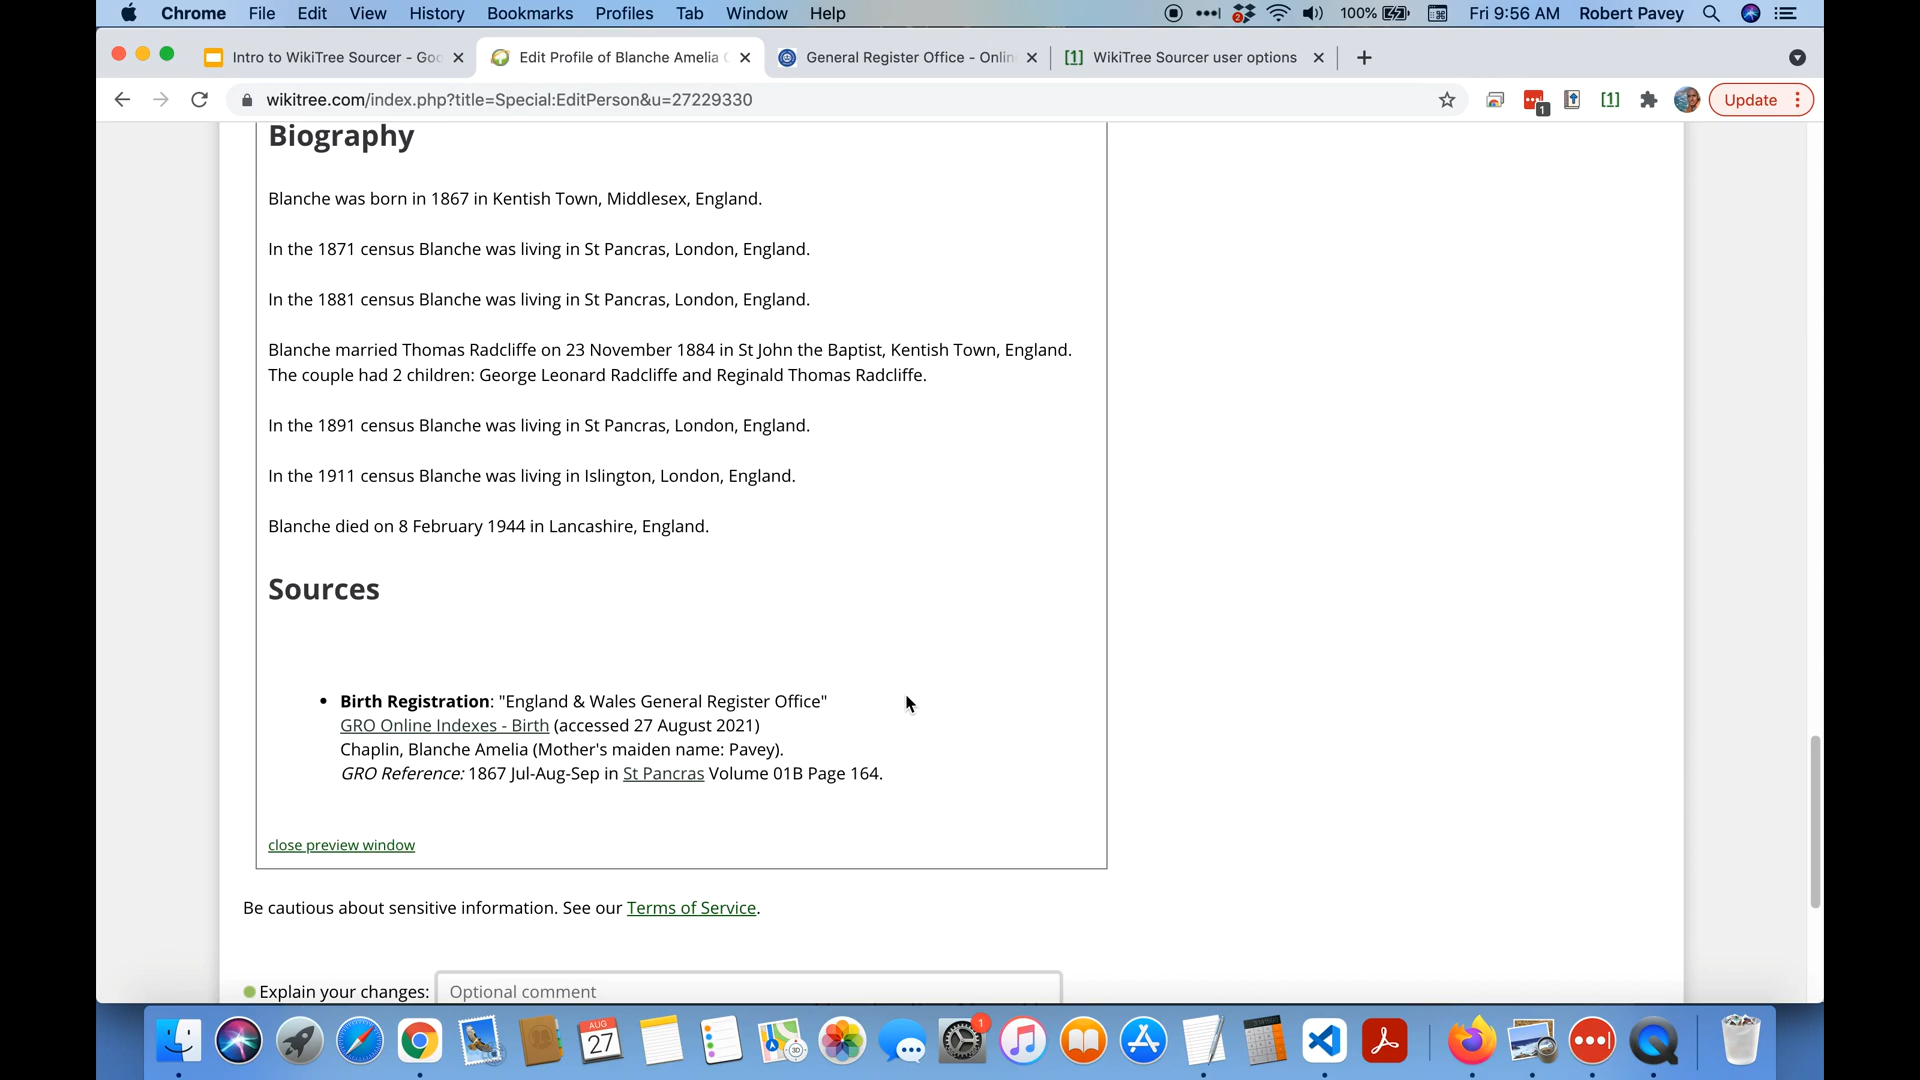 Chrome File Edit View History Bookmarks Profiles Tab Window Help 2 100% Fri 9:56 AM Robert Pavey
Intro to WikiTree Sourcer - Goo
Edit Profile of Blanche Amelia C
General Register Office - Onlin
[1] WikiTree Sourcer user options
wikitree.com/index.php?title=Special:EditPerson&u=27229330
1
[1]
Update
Biography
Blanche was born in 1867 in Kentish Town, Middlesex, England.
In the 1871 census Blanche was living in St Pancras, London, England.
In the 1881 census Blanche was living in St Pancras, London, England.
Blanche married Thomas Radcliffe on 23 November 1884 in St John the Baptist, Kentish Town, England.
The couple had 2 children: George Leonard Radcliffe and Reginald Thomas Radcliffe.
In the 1891 census Blanche was living in St Pancras, London, England.
In the 1911 census Blanche was living in Islington, London, England.
Blanche died on 8 February 1944 in Lancashire, England.
Sources
• Birth Registration: "England & Wales General Register Office"
GRO Online Indexes - Birth (accessed 27 August 2021)
Chaplin, Blanche Amelia (Mother's maiden name: Pavey).
GRO Reference: 1867 Jul-Aug-Sep in St Pancras Volume 01B Page 164.
close preview window
Be cautious about sensitive information. See our Terms of Service.
Explain your changes: Optional comment
AUG
27
3D
1